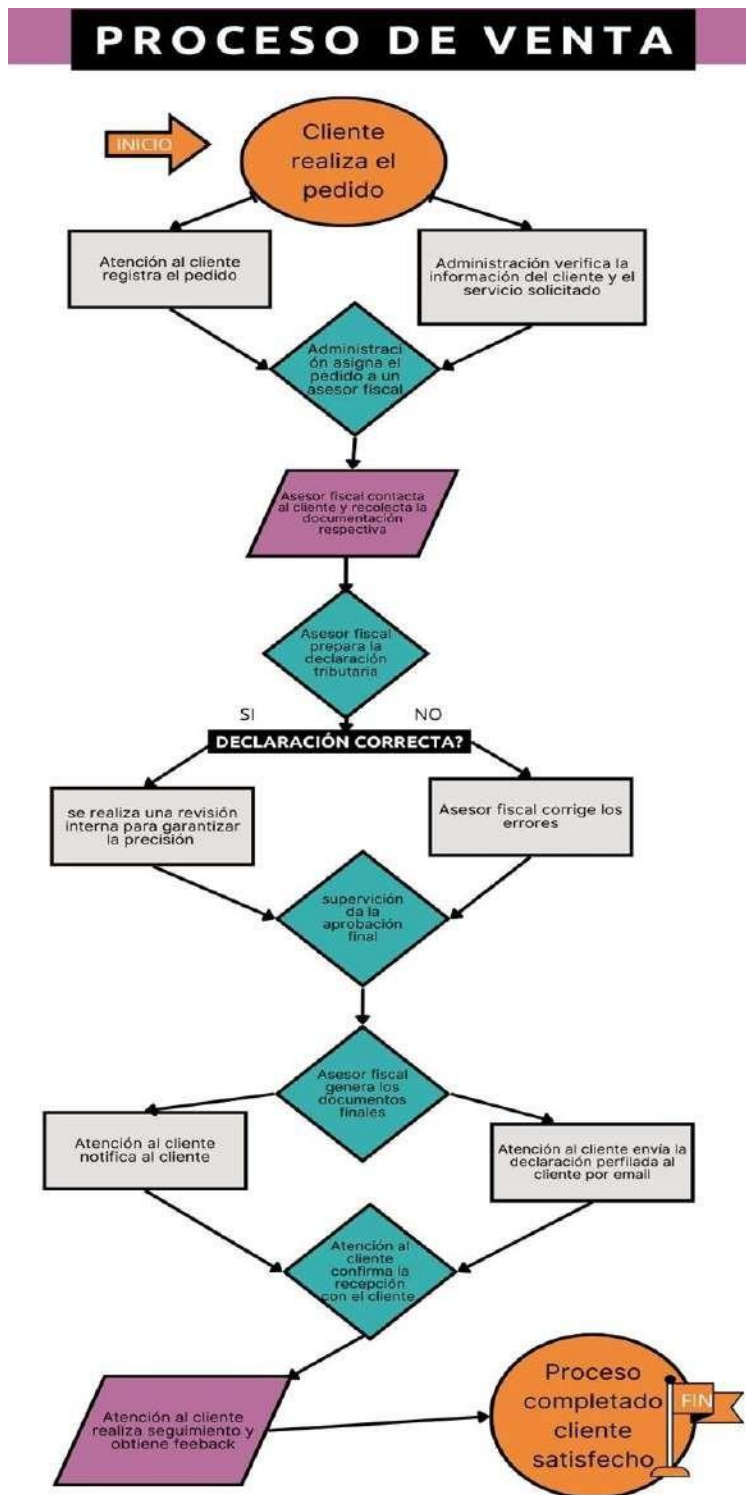 PROCESO DE VENTA
INICIO
Cliente
realiza el
pedido
Atención al cliente
registra el pedido
Administración verifica la
información del cliente y el
servicio solicitado
Administraci
ón asigna el
pedido a un
asesor fiscal
Asesor fiscal contacta
al cliente y recolecta la
documentación
respectiva
Asesor fiscal
prepara la
declaración
tributaria
SI
NO
DECLARACIÓN CORRECTA?
se realiza una revisión
interna para garantizar
la precisión
Asesor fiscal corrige los
errores
supervición
da la
aprobación
final
Asesor fiscal
genera los
documentos
finales
Atención al cliente
notifica al cliente
Atención al cliente envía la
declaración perfilada al
cliente por email
Atención al
cliente
confirma la
recepción
con el cliente
Atención al cliente
realiza seguimiento y
obtiene feeback
Proceso
completado
cliente
satisfecho
FIN